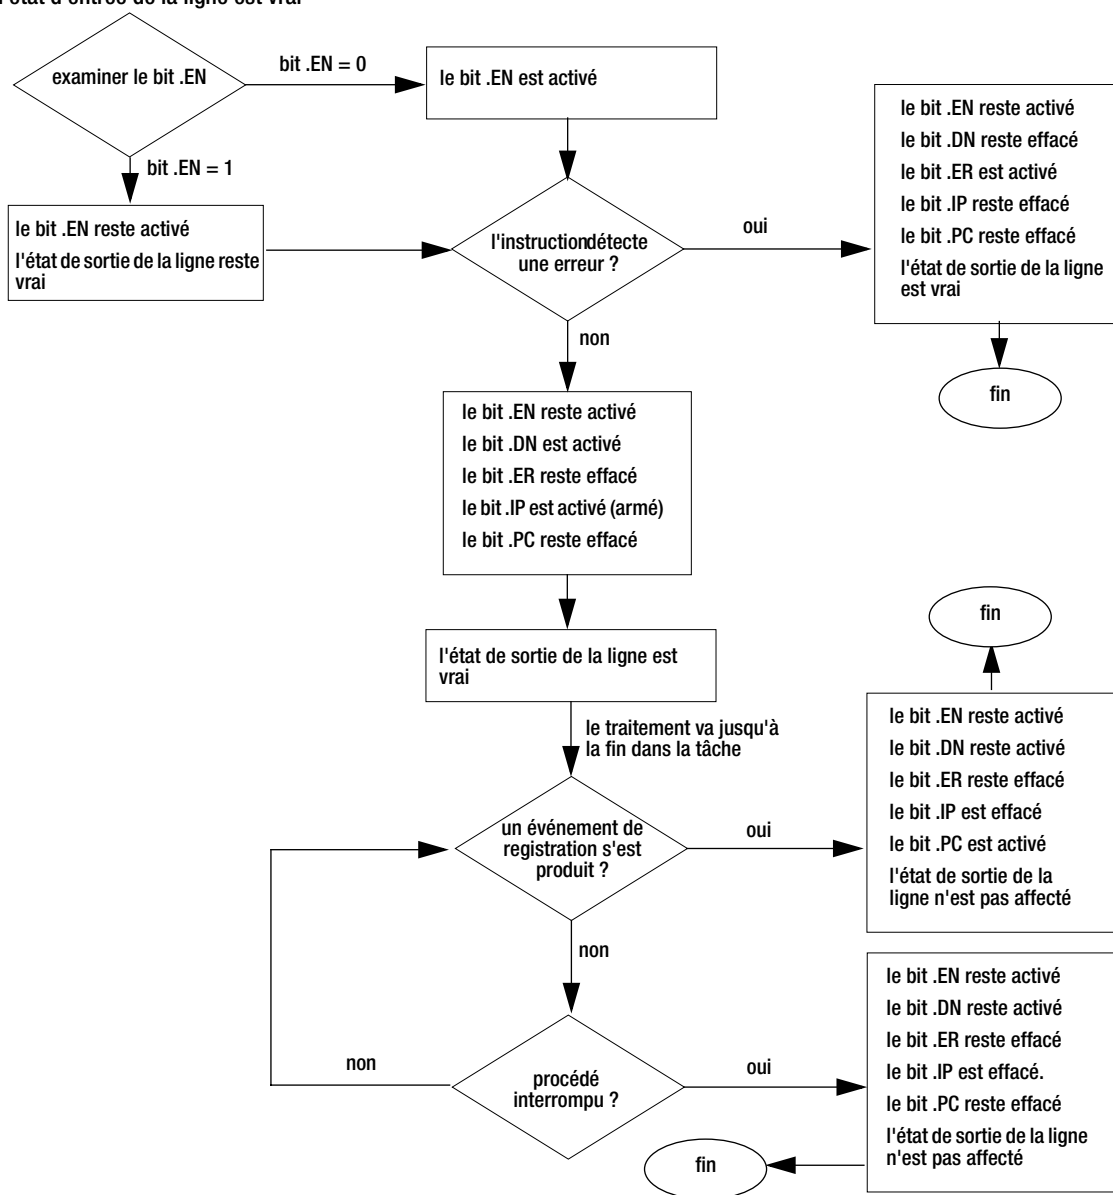 l'état d'entrée de la ligne est vrai
examiner le bit .EN
bit .EN = 0
le bit .EN est activé
bit .EN = 1
le bit .EN reste activé
l'état de sortie de la ligne reste
vrai
l'instructiondétecte
une erreur ?
oui
le bit .EN reste activé
le bit .DN reste effacé
le bit .ER est activé
le bit .IP reste effacé
le bit .PC reste effacé
l'état de sortie de la ligne
est vrai
fin
non
le bit .EN reste activé
le bit .DN est activé
le bit .ER reste effacé
le bit .IP est activé (armé)
le bit .PC reste effacé
l'état de sortie de la ligne est
vrai
le traitement va jusqu'à
la fin dans la tâche
un événement de
registration s'est
produit ?
oui
fin
le bit .EN reste activé
le bit .DN reste activé
le bit .ER reste effacé
le bit .IP est effacé
le bit .PC est activé
l'état de sortie de la
ligne n'est pas affecté
non
procédé
interrompu ?
non
oui
le bit .EN reste activé
le bit .DN reste activé
le bit .ER reste effacé
le bit .IP est effacé.
le bit .PC reste effacé
l'état de sortie de la ligne
n'est pas affecté
fin